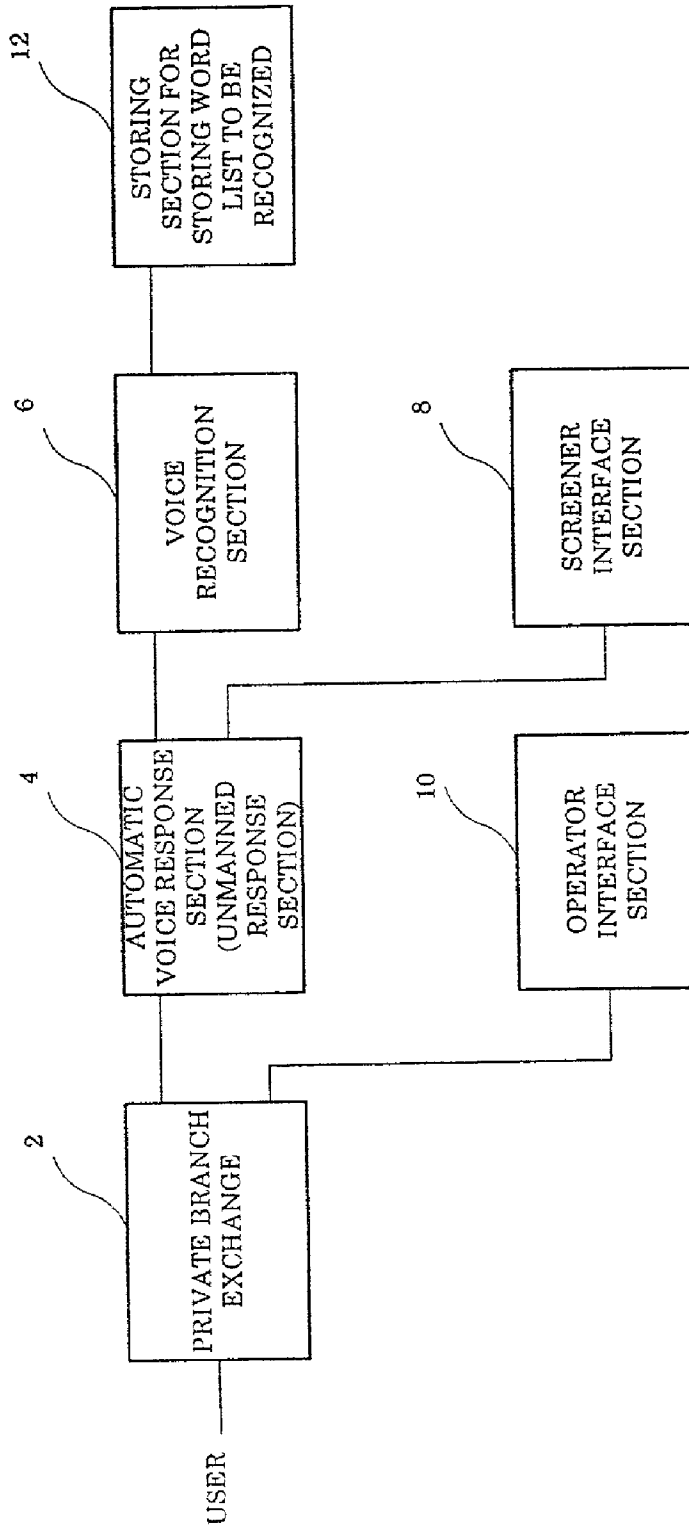 USER
2
PRIVATE BRANCH
EXCHANGE
4
AUTOMATIC
VOICE RESPONSE
SECTION
(UNMANNED
RESPONSE
SECTION)
6
VOICE
RECOGNITION
SECTION
12
STORING
SECTION FOR
STORING WORD
LIST TO BE
RECOGNIZED
10
OPERATOR
INTERFACE
SECTION
8
SCREENER
INTERFACE
SECTION